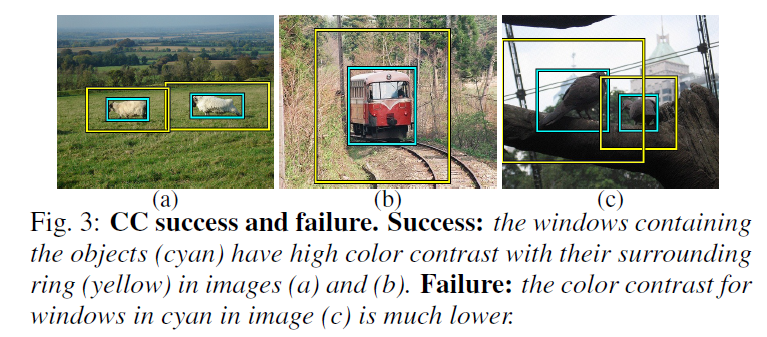 (a) (b) (c)
Fig. 3: CC success and failure. Success: the windows containing
the objects (cyan) have high color contrast with their surrounding
ring (yellow) in images (a) and (b). Failure: the color contrast for
windows in cyan in image (c) is much lower.